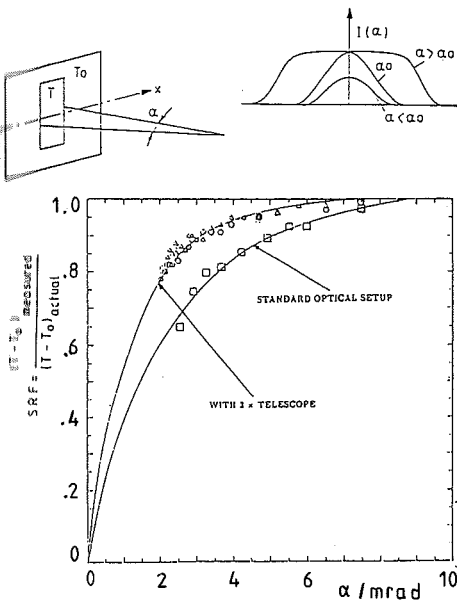 T₀
T
x
α
I(α)
α>α₀
α₀
α<α₀
SRF = (T-T₀) measured / (T-T₀) actual
1.0
.8
.6
.4
.2
0
STANDARD OPTICAL SETUP
WITH 2 × TELESCOPE
0 2 4 6 8 10
α / mrad